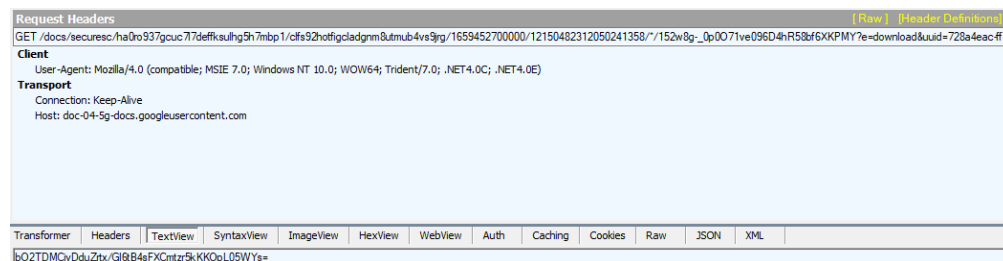 Request Headers [ Raw ] [Header Definitions]
GET /docs/securesc/ha0ro937gcuc7l7deffksulhg5h7mbp1/clfs92hotfigcladgnm8utmub4vs9jrg/1659452700000/12150482312050241358/*/152w8g-_0p0O71ve096D4hR58bf6XKPMY?e=download&uuid=728a4eac-ff
Client
User-Agent: Mozilla/4.0 (compatible; MSIE 7.0; Windows NT 10.0; WOW64; Trident/7.0; .NET4.0C; .NET4.0E)
Transport
Connection: Keep-Alive
Host: doc-04-5g-docs.googleusercontent.com
Transformer Headers TextView SyntaxView ImageView HexView WebView Auth Caching Cookies Raw JSON XML
bO2TDMCjvDduZrtx/GI6tB4sFXCmtzr5kKKOpL05WYs=